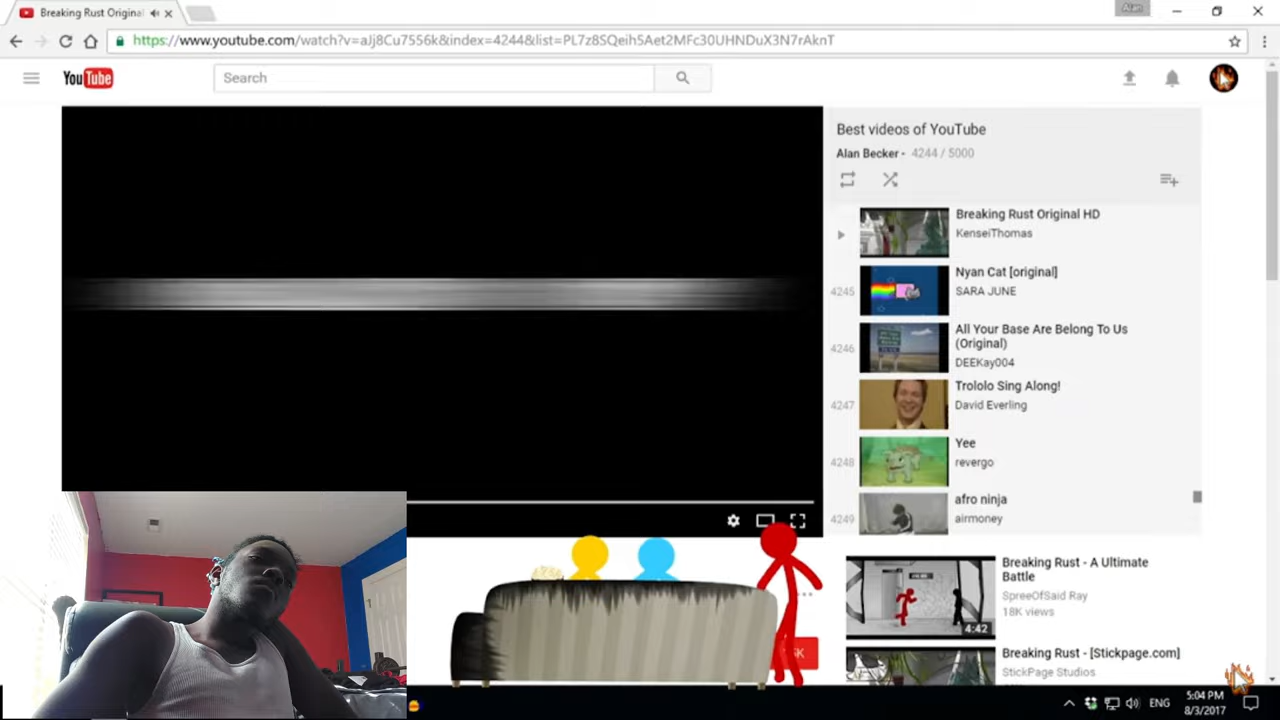 Breaking Rust Original
Alan
https://www.youtube.com/watch?v=aJj8Cu7556k&index=4244&list=PL7z8SQeih5Aet2MFc30UHNDuX3N7rAknT
YouTube
Search
Best videos of YouTube
Alan Becker - 4244 / 5000
Breaking Rust Original HD
KenseiThomas
4245
Nyan Cat [original]
SARA JUNE
4246
All Your Base Are Belong To Us
(Original)
DEEKay004
4247
Trololo Sing Along!
David Everling
4248
Yee
revergo
4249
afro ninja
airmoney
Breaking Rust - A Ultimate
Battle
SpreeOfSaid Ray
18K views
4:42
Breaking Rust - [Stickpage.com]
StickPage Studios
ENG
5:04 PM
8/3/2017